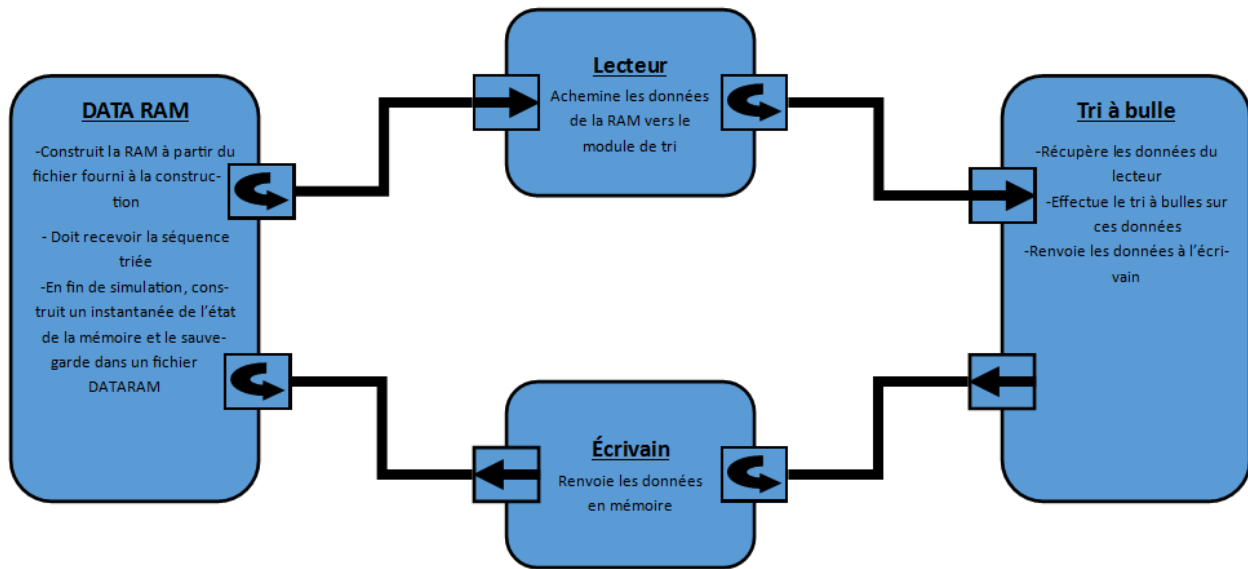 DATA RAM
-Construit la RAM à partir du
fichier fourni à la construc-
tion
- Doit recevoir la séquence
triée
-En fin de simulation, cons-
truit un instantanée de l'état
de la mémoire et le sauve-
garde dans un fichier
DATARAM
Lecteur
Achemine les données
de la RAM vers le
module de tri
Tri à bulle
-Récupère les données du
lecteur
-Effectue le tri à bulles sur
ces données
-Renvoie les données à l'écri-
vain
Écrivain
Renvoie les données
en mémoire